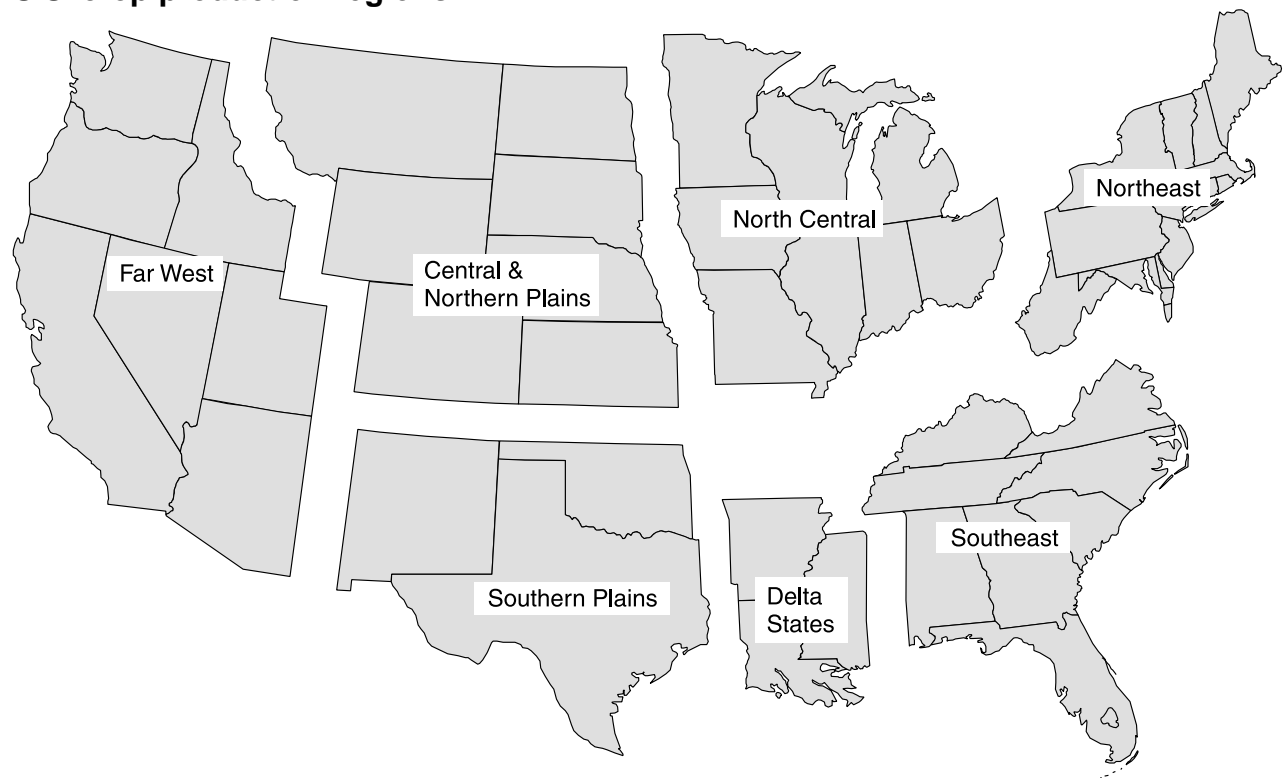 Northeast
North Central
Far West
Central &
Northern Plains
Southeast
Southern Plains
Delta
States